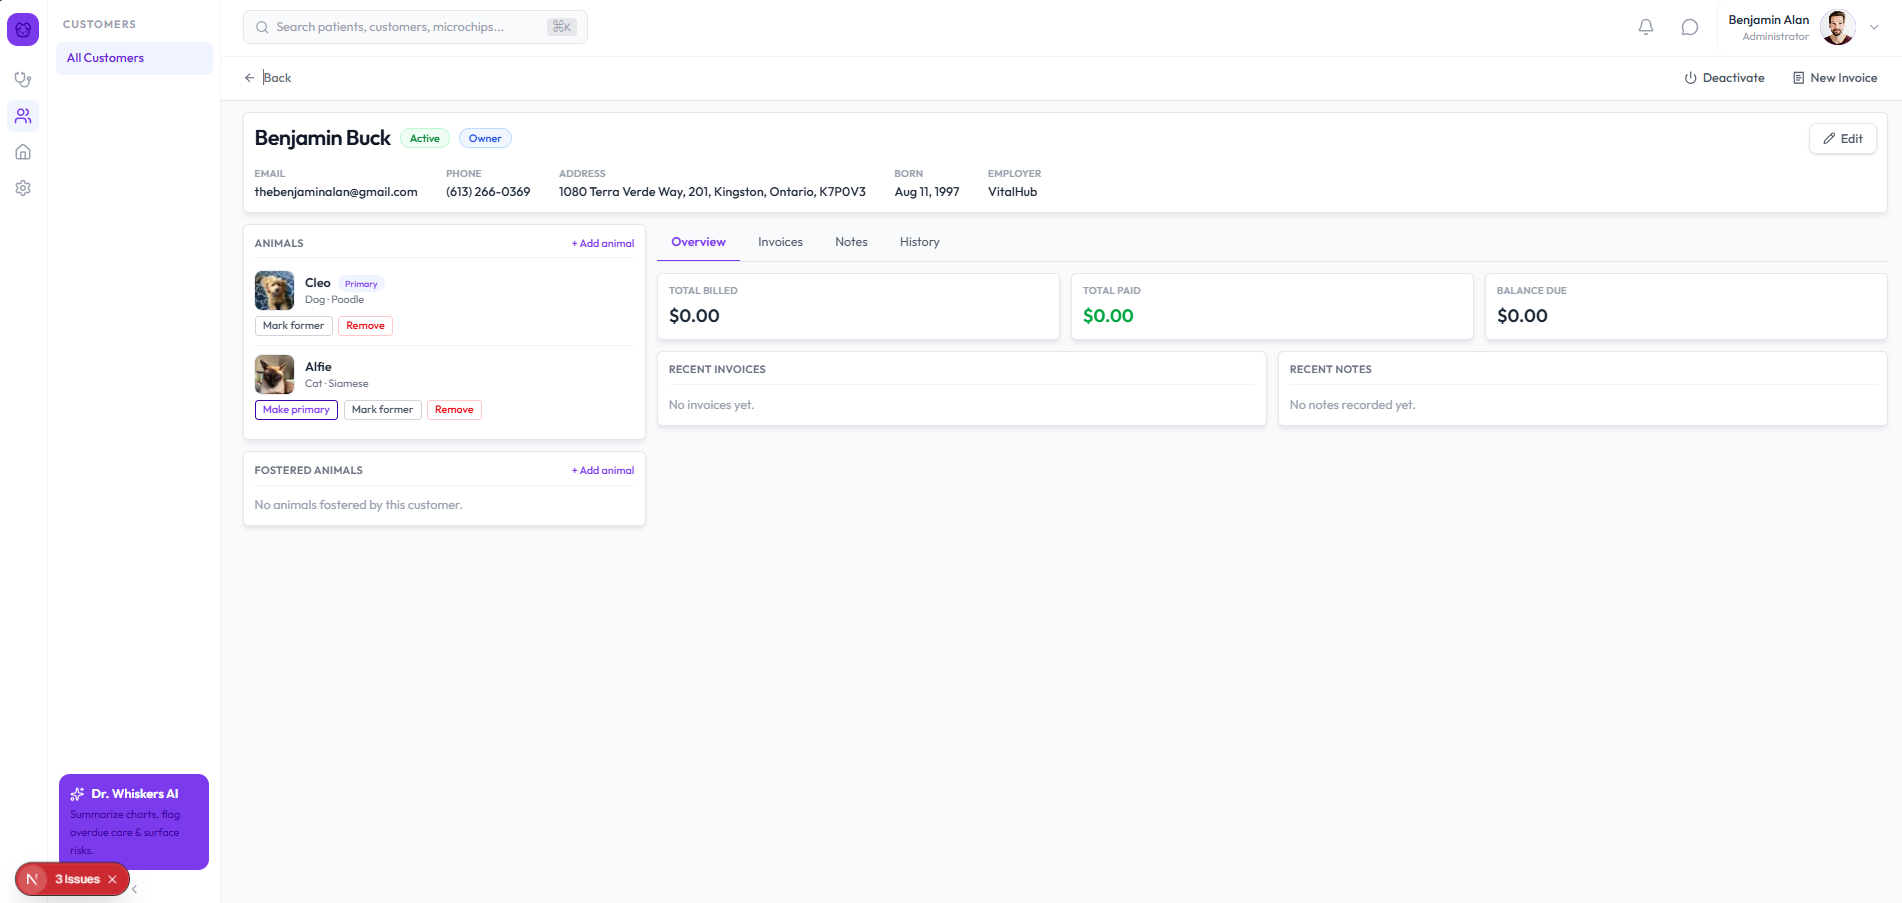 CUSTOMERS
All Customers
Search patients, customers, microchips... ⌘K
Benjamin Alan
Administrator
Back
Deactivate
New Invoice
Benjamin Buck Active Owner
Edit
EMAIL PHONE ADDRESS BORN EMPLOYER
thebenjaminalan@gmail.com (613) 266-0369 1080 Terra Verde Way, 201, Kingston, Ontario, K7P0V3 Aug 11, 1997 VitalHub
ANIMALS + Add animal
Cleo Primary
Dog · Poodle
Mark former Remove
Alfie
Cat · Siamese
Make primary Mark former Remove
FOSTERED ANIMALS + Add animal
No animals fostered by this customer.
Overview Invoices Notes History
TOTAL BILLED
$0.00
TOTAL PAID
$0.00
BALANCE DUE
$0.00
RECENT INVOICES
No invoices yet.
RECENT NOTES
No notes recorded yet.
Dr. Whiskers AI
Summarize charts, flag
overdue care & surface
risks.
N 3 Issues